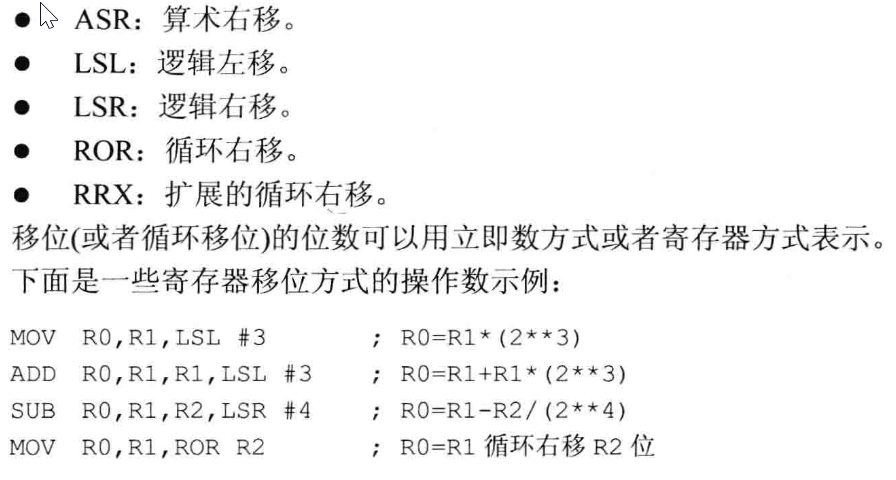 ● ASR：算术右移。
● LSL：逻辑左移。
● LSR：逻辑右移。
● ROR：循环右移。
● RRX：扩展的循环右移。
移位(或者循环移位)的位数可以用立即数方式或者寄存器方式表示。
下面是一些寄存器移位方式的操作数示例：
MOV R0,R1,LSL #3 ; R0=R1*(2**3)
ADD R0,R1,R1,LSL #3 ; R0=R1+R1*(2**3)
SUB R0,R1,R2,LSR #4 ; R0=R1-R2/(2**4)
MOV R0,R1,ROR R2 ; R0=R1 循环右移 R2 位